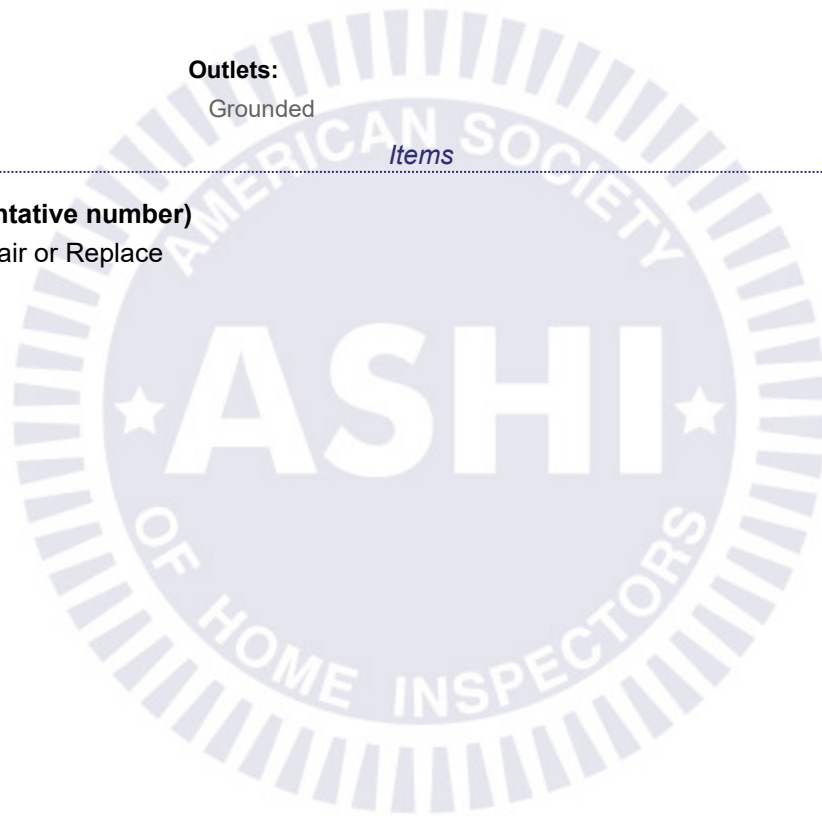 Outlets:
Grounded
Items
ntative number)
air or Replace
AMERICAN SOCIETY
ASHI
OF HOME INSPECTORS